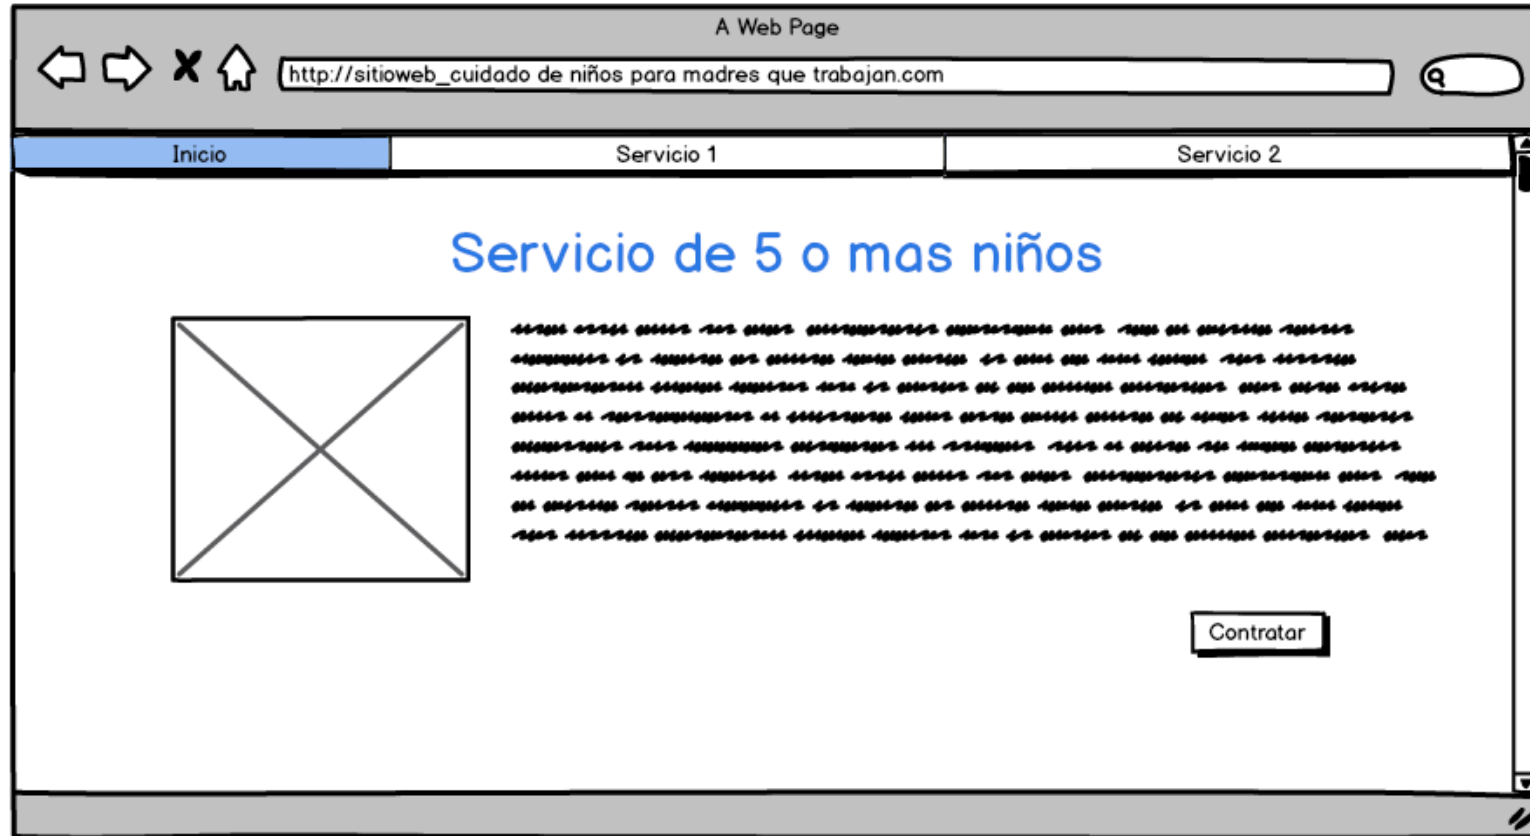 A Web Page
http://sitioweb_cuidado de niños para madres que trabajan.com
Inicio
Servicio 1
Servicio 2
Servicio de 5 o mas niños
Contratar